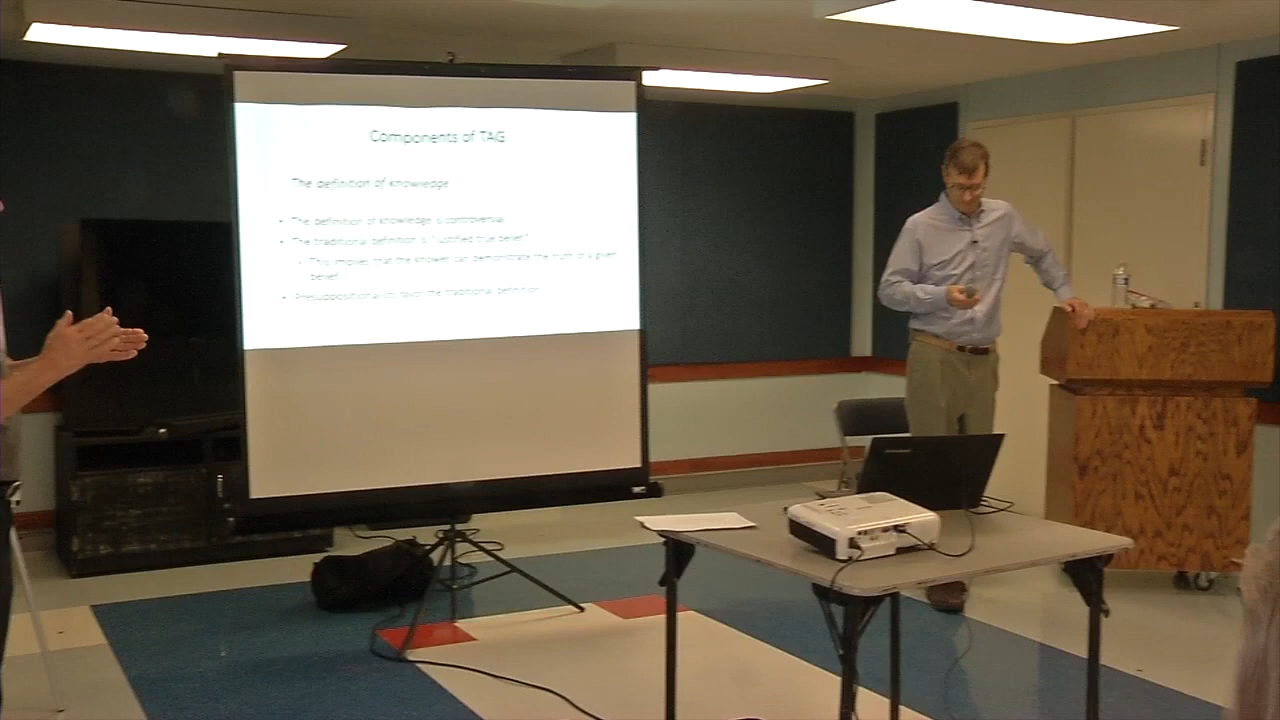 Components of TAG
The definition of knowledge
• The definition of knowledge is controversial
• The traditional definition is "justified true belief"
• This implies that the knower can demonstrate the truth of a given
belief
• Presuppositionalists favor the traditional definition